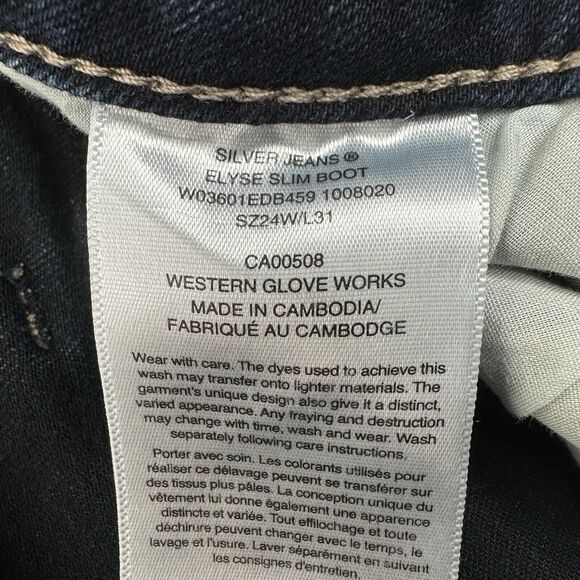 SILVER JEANS ®
ELYSE SLIM BOOT
W03601EDB459 1008020
SZ24W/L31
CA00508
WESTERN GLOVE WORKS
MADE IN CAMBODIA/
FABRIQUÉ AU CAMBODGE
Wear with care. The dyes used to achieve this
wash may transfer onto lighter materials. The
garment's unique design also give it a distinct,
varied appearance. Any fraying and destruction
may change with time, wash and wear. Wash
separately following care instructions.
Porter avec soin. Les colorants utilisés pour
réaliser ce délavage peuvent se transférer sur
des tissus plus pâles. La conception unique du
vêtement lui donne également une apparence
distincte et variée. Tout effilochage et toute
déchirure peuvent changer avec le temps, le
lavage et l'usure. Laver séparément en suivant
les consignes d'entretien.